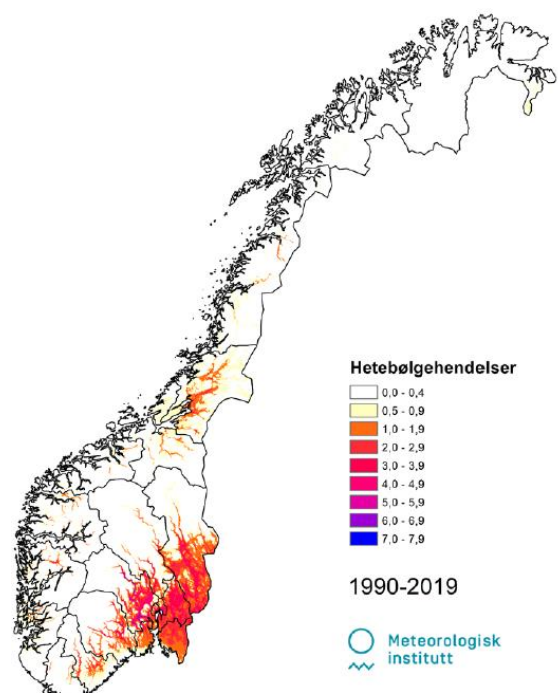 Hetebølgehendelser
0,0 - 0,4
0,5 - 0,9
1,0 - 1,9
2,0 - 2,9
3,0 - 3,9
4,0 - 4,9
5,0 - 5,9
6,0 - 6,9
7,0 - 7,9
1990-2019
Meteorologisk
institutt